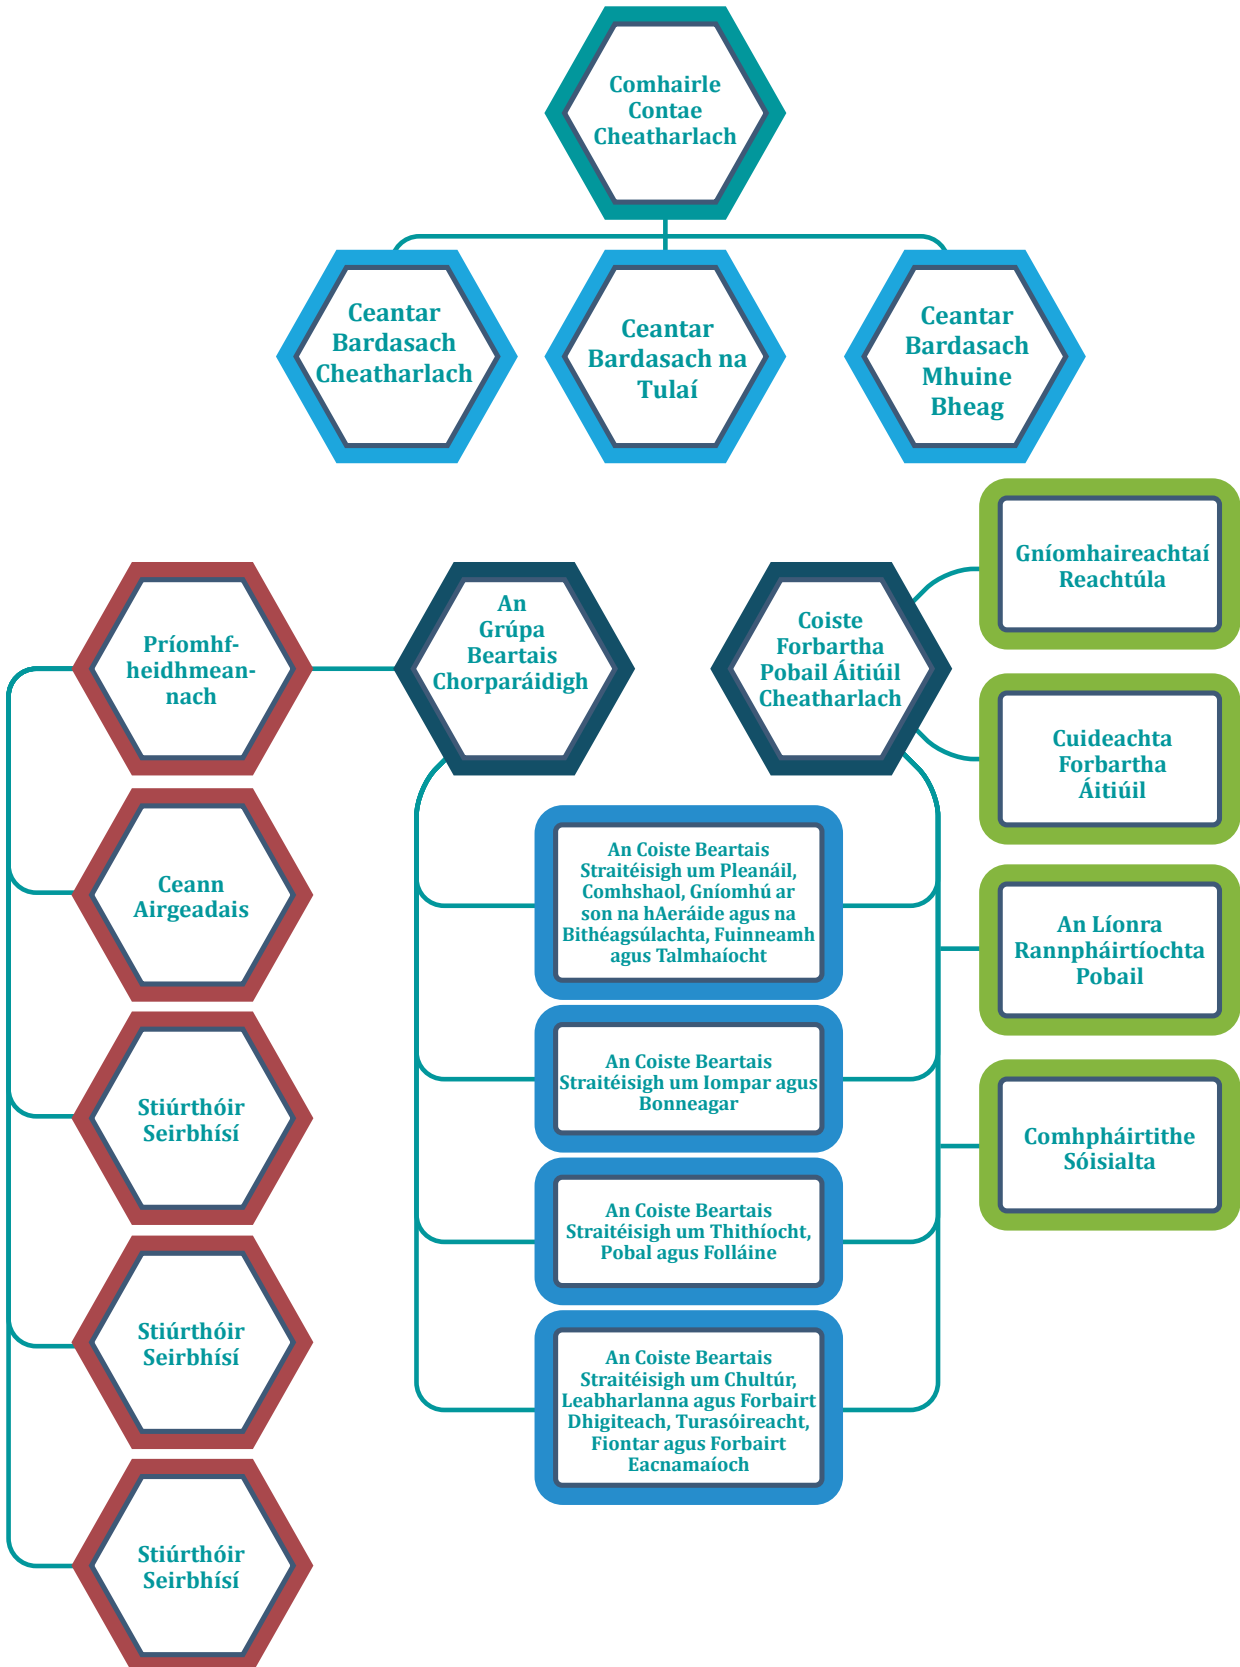 Comhairle
Contae
Cheatharlach
Ceantar
Bardasach
Cheatharlach
Ceantar
Bardasach na
Tulaí
Ceantar
Bardasach
Mhuine
Bheag
Príomhf-
heidhmean-
nach
Ceann
Airgeadais
Stiúrthóir
Seirbhísí
Stiúrthóir
Seirbhísí
Stiúrthóir
Seirbhísí
An
Grúpa
Beartais
Chorparáidigh
Coiste
Forbartha
Pobail Áitiúil
Cheatharlach
An Coiste Beartais
Straitéisigh um Pleanáil,
Comhshaol, Gníomhú ar
son na hAeráide agus na
Bithéagsúlachta, Fuinneamh
agus Talmhaíocht
An Coiste Beartais
Straitéisigh um Iompar agus
Bonneagar
An Coiste Beartais
Straitéisigh um Thithíocht,
Pobal agus Folláine
An Coiste Beartais
Straitéisigh um Chultúr,
Leabharlanna agus Forbairt
Dhigiteach, Turasóireacht,
Fiontar agus Forbairt
Eacnamaíoch
Gníomhaireachtaí
Reachtúla
Cuideachta
Forbartha
Áitiúil
An Líonra
Rannpháirtíochta
Pobail
Comhpháirtithe
Sóisialta